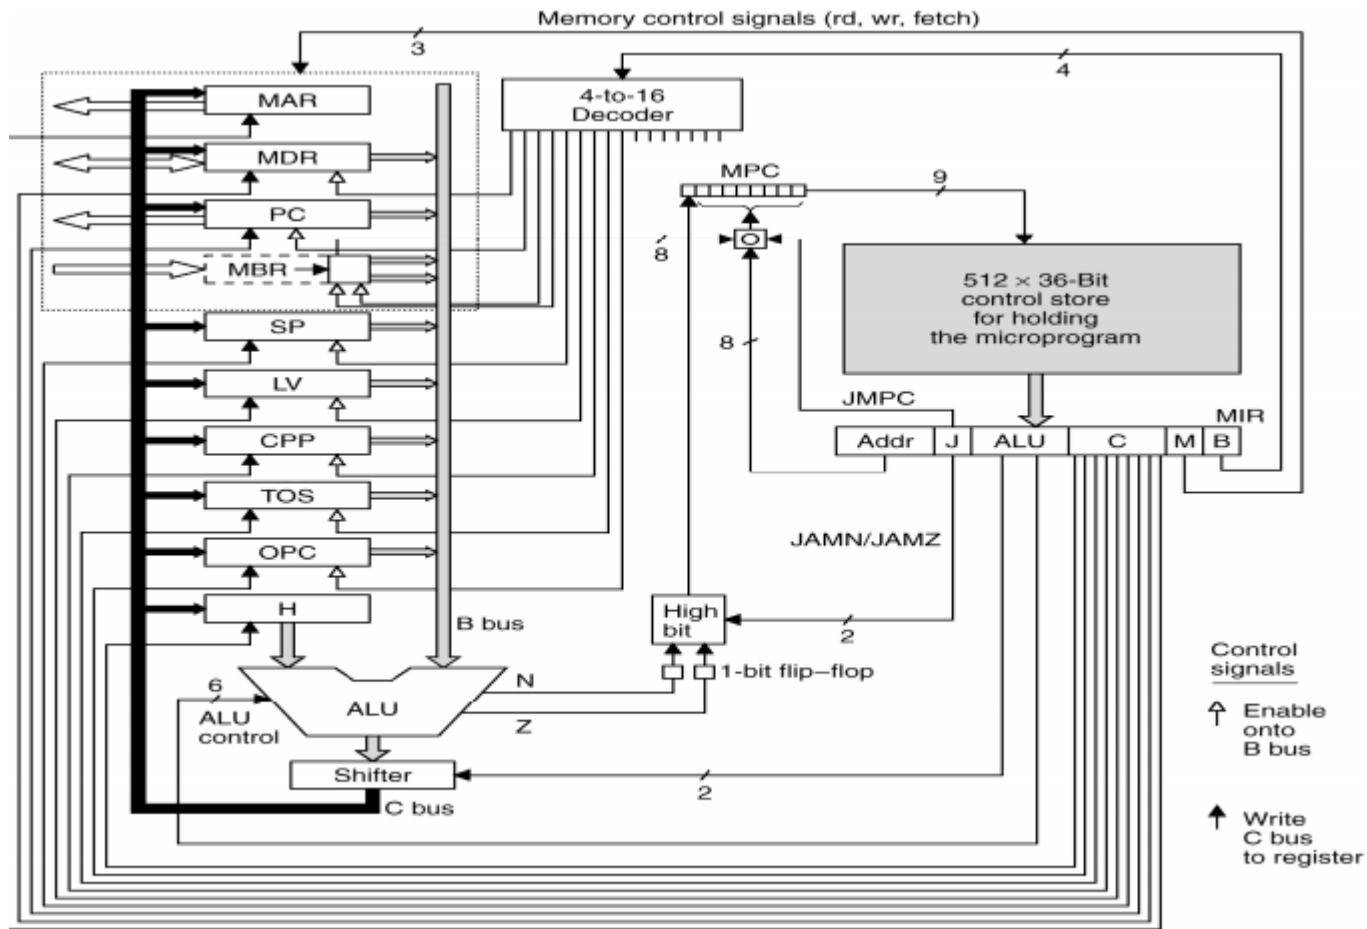 Memory control signals (rd, wr, fetch)
3
4
MAR
4-to-16
Decoder
MDR
MPC
9
PC
8
O
MBR
512 × 36-Bit
control store
for holding
the microprogram
SP
8
LV
JMPC
MIR
Addr J ALU C M B
CPP
TOS
JAMN/JAMZ
OPC
H
B bus
High
bit
2
Control
signals
6
ALU
control
ALU
N
Z
1-bit flip–flop
Enable
onto
B bus
Shifter
2
C bus
Write
C bus
to register